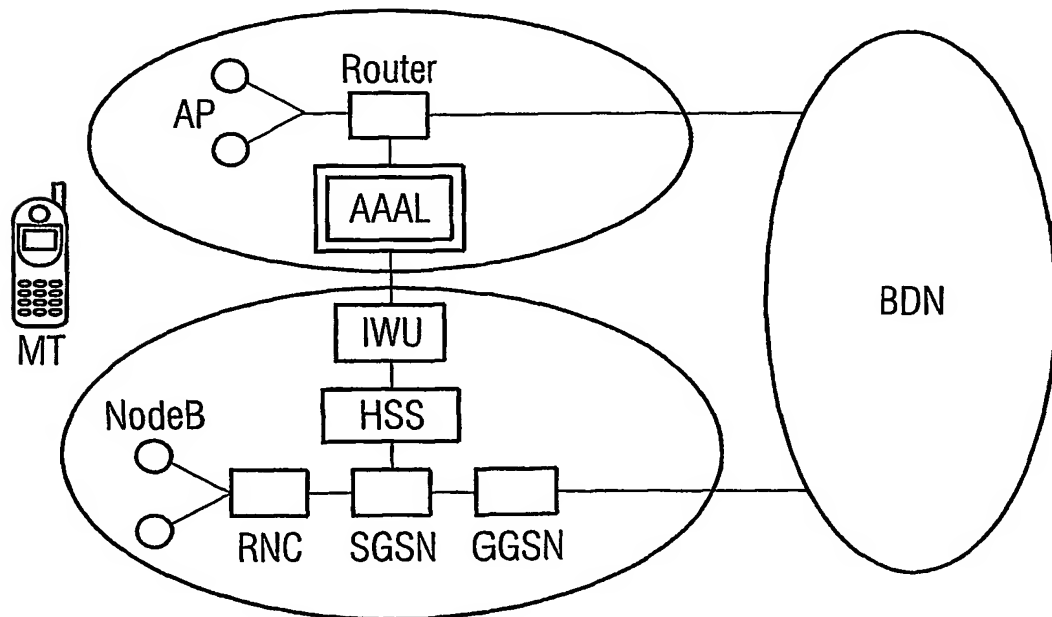 Router
AP
AAAL
MT
IWU
BDN
HSS
NodeB
RNC
SGSN
GGSN